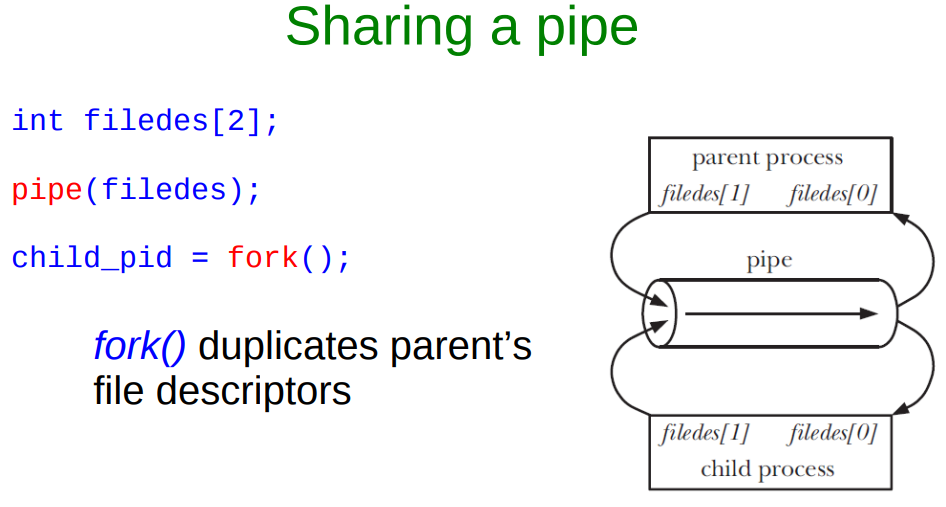 Sharing a pipe
int filedes[2];
pipe(filedes);
child_pid = fork();
fork() duplicates parent’s
file descriptors
parent process
filedes[1] filedes[0]
pipe
filedes[1] filedes[0]
child process